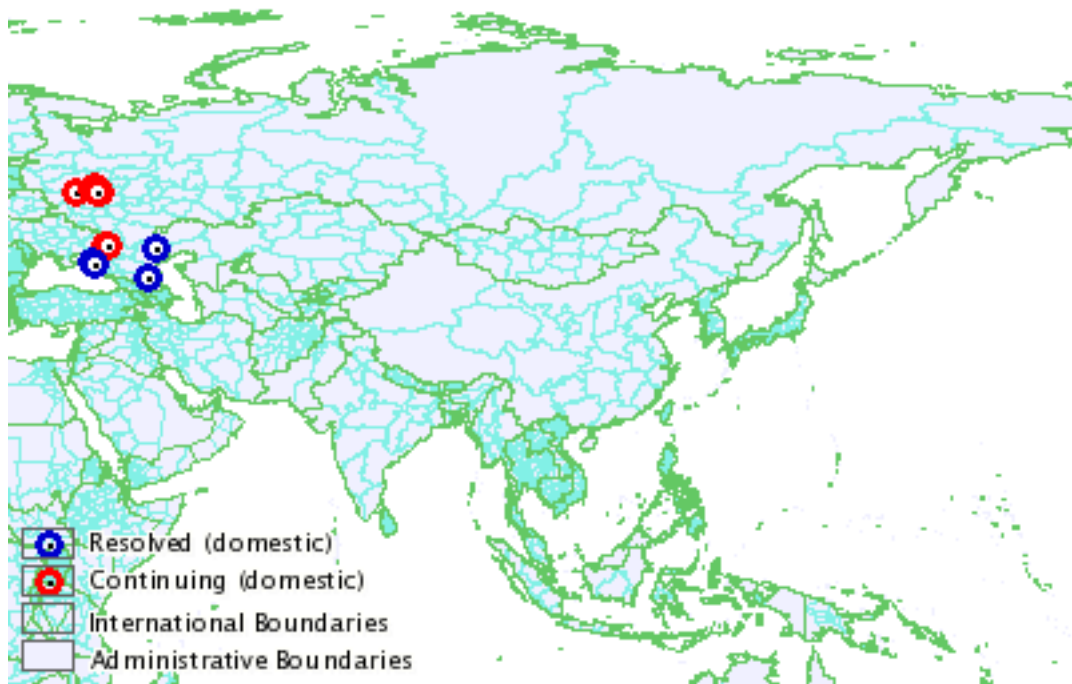 Resolved (domestic)
Continuing (domestic)
International Boundaries
Administrative Boundaries